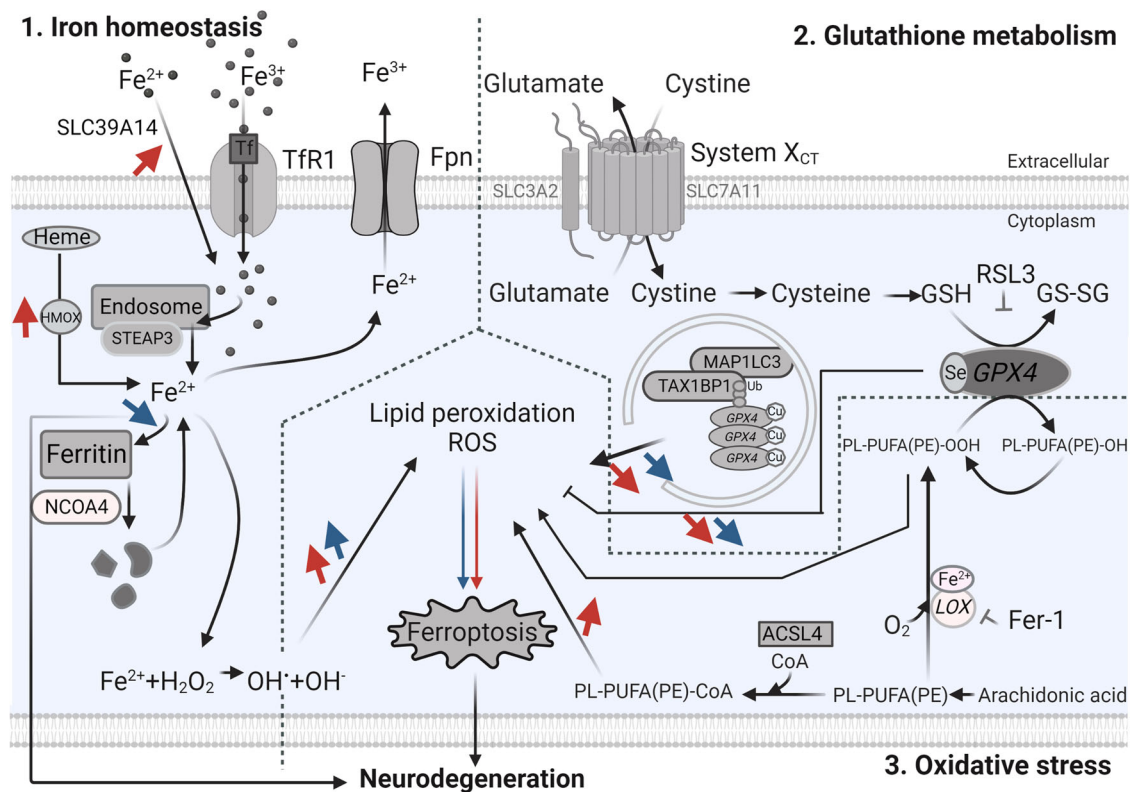 1. Iron homeostasis
2. Glutathione metabolism
Fe2+
Fe3+
Fe3+
SLC39A14
Tf
TfR1
Fpn
Glutamate
Cystine
System XCT
SLC3A2
SLC7A11
Extracellular
Cytoplasm
Heme
HMOX
Endosome
STEAP3
Fe2+
Fe2+
Ferritin
NCOA4
Fe2++H2O2
OH•+OH-
Glutamate
Cystine
Cysteine
GSH
RSL3
GS-SG
Se
GPX4
MAP1LC3
TAX1BP1
Ub
GPX4
Cu
GPX4
Cu
GPX4
Cu
Lipid peroxidation
ROS
PL-PUFA(PE)-OOH
PL-PUFA(PE)-OH
Fe2+
LOX
O2
Fer-1
Ferroptosis
ACSL4
CoA
PL-PUFA(PE)-CoA
PL-PUFA(PE)
Arachidonic acid
Neurodegeneration
3. Oxidative stress